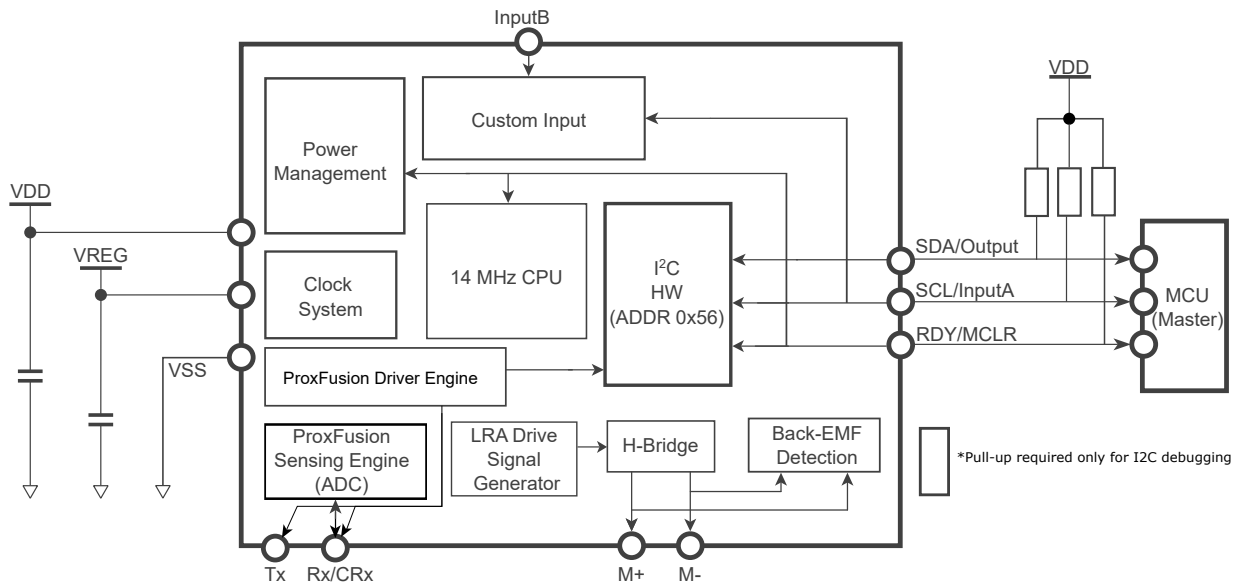 InputB
Custom Input
Power
Management
VDD
VREG
VSS
Clock
System
14 MHz CPU
I²C
HW
(ADDR 0x56)
SDA/Output
SCL/InputA
RDY/MCLR
VDD
MCU
(Master)
ProxFusion Driver Engine
ProxFusion
Sensing Engine
(ADC)
LRA Drive
Signal
Generator
H-Bridge
Back-EMF
Detection
*Pull-up required only for I2C debugging
Tx
Rx/CRx
M+
M-